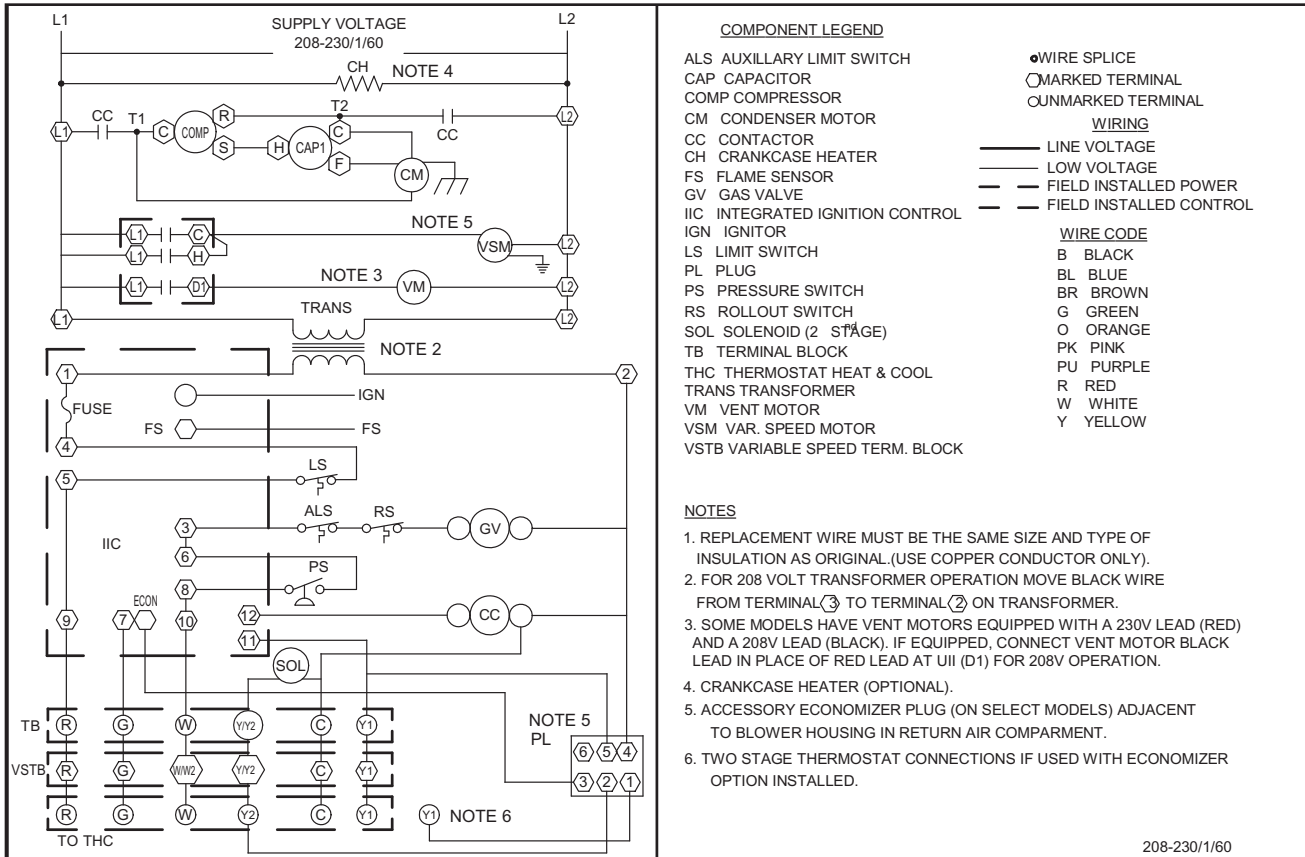 L1
SUPPLY VOLTAGE
L2
208-230/1/60
CH
NOTE 4
CC
T1
R
T2
L1
C
COMP
C
CC
L2
S
H
CAP1
F
CM
NOTE 5
L1
C
VSM
L2
L1
H
NOTE 3
L1
D1
VM
L2
TRANS
L1
L2
NOTE 2
1
2
FUSE
IGN
FS
FS
4
LS
5
ALS
RS
3
GV
IIC
6
PS
8
ECON
12
CC
9
7
10
11
SOL
TB
R
G
W
Y/Y2
C
Y1
NOTE 5
PL
6
5
4
VSTB
R
G
W/W2
Y/Y2
C
Y1
3
2
1
R
G
W
Y2
C
Y1
Y1
NOTE 6
TO THC
COMPONENT LEGEND
ALS AUXILLARY LIMIT SWITCH
CAP CAPACITOR
COMP COMPRESSOR
CM CONDENSER MOTOR
CC CONTACTOR
CH CRANKCASE HEATER
FS FLAME SENSOR
GV GAS VALVE
IIC INTEGRATED IGNITION CONTROL
IGN IGNITOR
LS LIMIT SWITCH
PL PLUG
PS PRESSURE SWITCH
RS ROLLOUT SWITCH
SOL SOLENOID (2 nd STAGE)
TB TERMINAL BLOCK
THC THERMOSTAT HEAT & COOL
TRANS TRANSFORMER
VM VENT MOTOR
VSM VAR. SPEED MOTOR
VSTB VARIABLE SPEED TERM. BLOCK
WIRE SPLICE
MARKED TERMINAL
UNMARKED TERMINAL
WIRING
LINE VOLTAGE
LOW VOLTAGE
FIELD INSTALLED POWER
FIELD INSTALLED CONTROL
WIRE CODE
B BLACK
BL BLUE
BR BROWN
G GREEN
O ORANGE
PK PINK
PU PURPLE
R RED
W WHITE
Y YELLOW
NOTES
1. REPLACEMENT WIRE MUST BE THE SAME SIZE AND TYPE OF
INSULATION AS ORIGINAL.(USE COPPER CONDUCTOR ONLY).
2. FOR 208 VOLT TRANSFORMER OPERATION MOVE BLACK WIRE
FROM TERMINAL 3 TO TERMINAL 2 ON TRANSFORMER.
3. SOME MODELS HAVE VENT MOTORS EQUIPPED WITH A 230V LEAD (RED)
AND A 208V LEAD (BLACK). IF EQUIPPED, CONNECT VENT MOTOR BLACK
LEAD IN PLACE OF RED LEAD AT UII (D1) FOR 208V OPERATION.
4. CRANKCASE HEATER (OPTIONAL).
5. ACCESSORY ECONOMIZER PLUG (ON SELECT MODELS) ADJACENT
TO BLOWER HOUSING IN RETURN AIR COMPARMENT.
6. TWO STAGE THERMOSTAT CONNECTIONS IF USED WITH ECONOMIZER
OPTION INSTALLED.
208-230/1/60